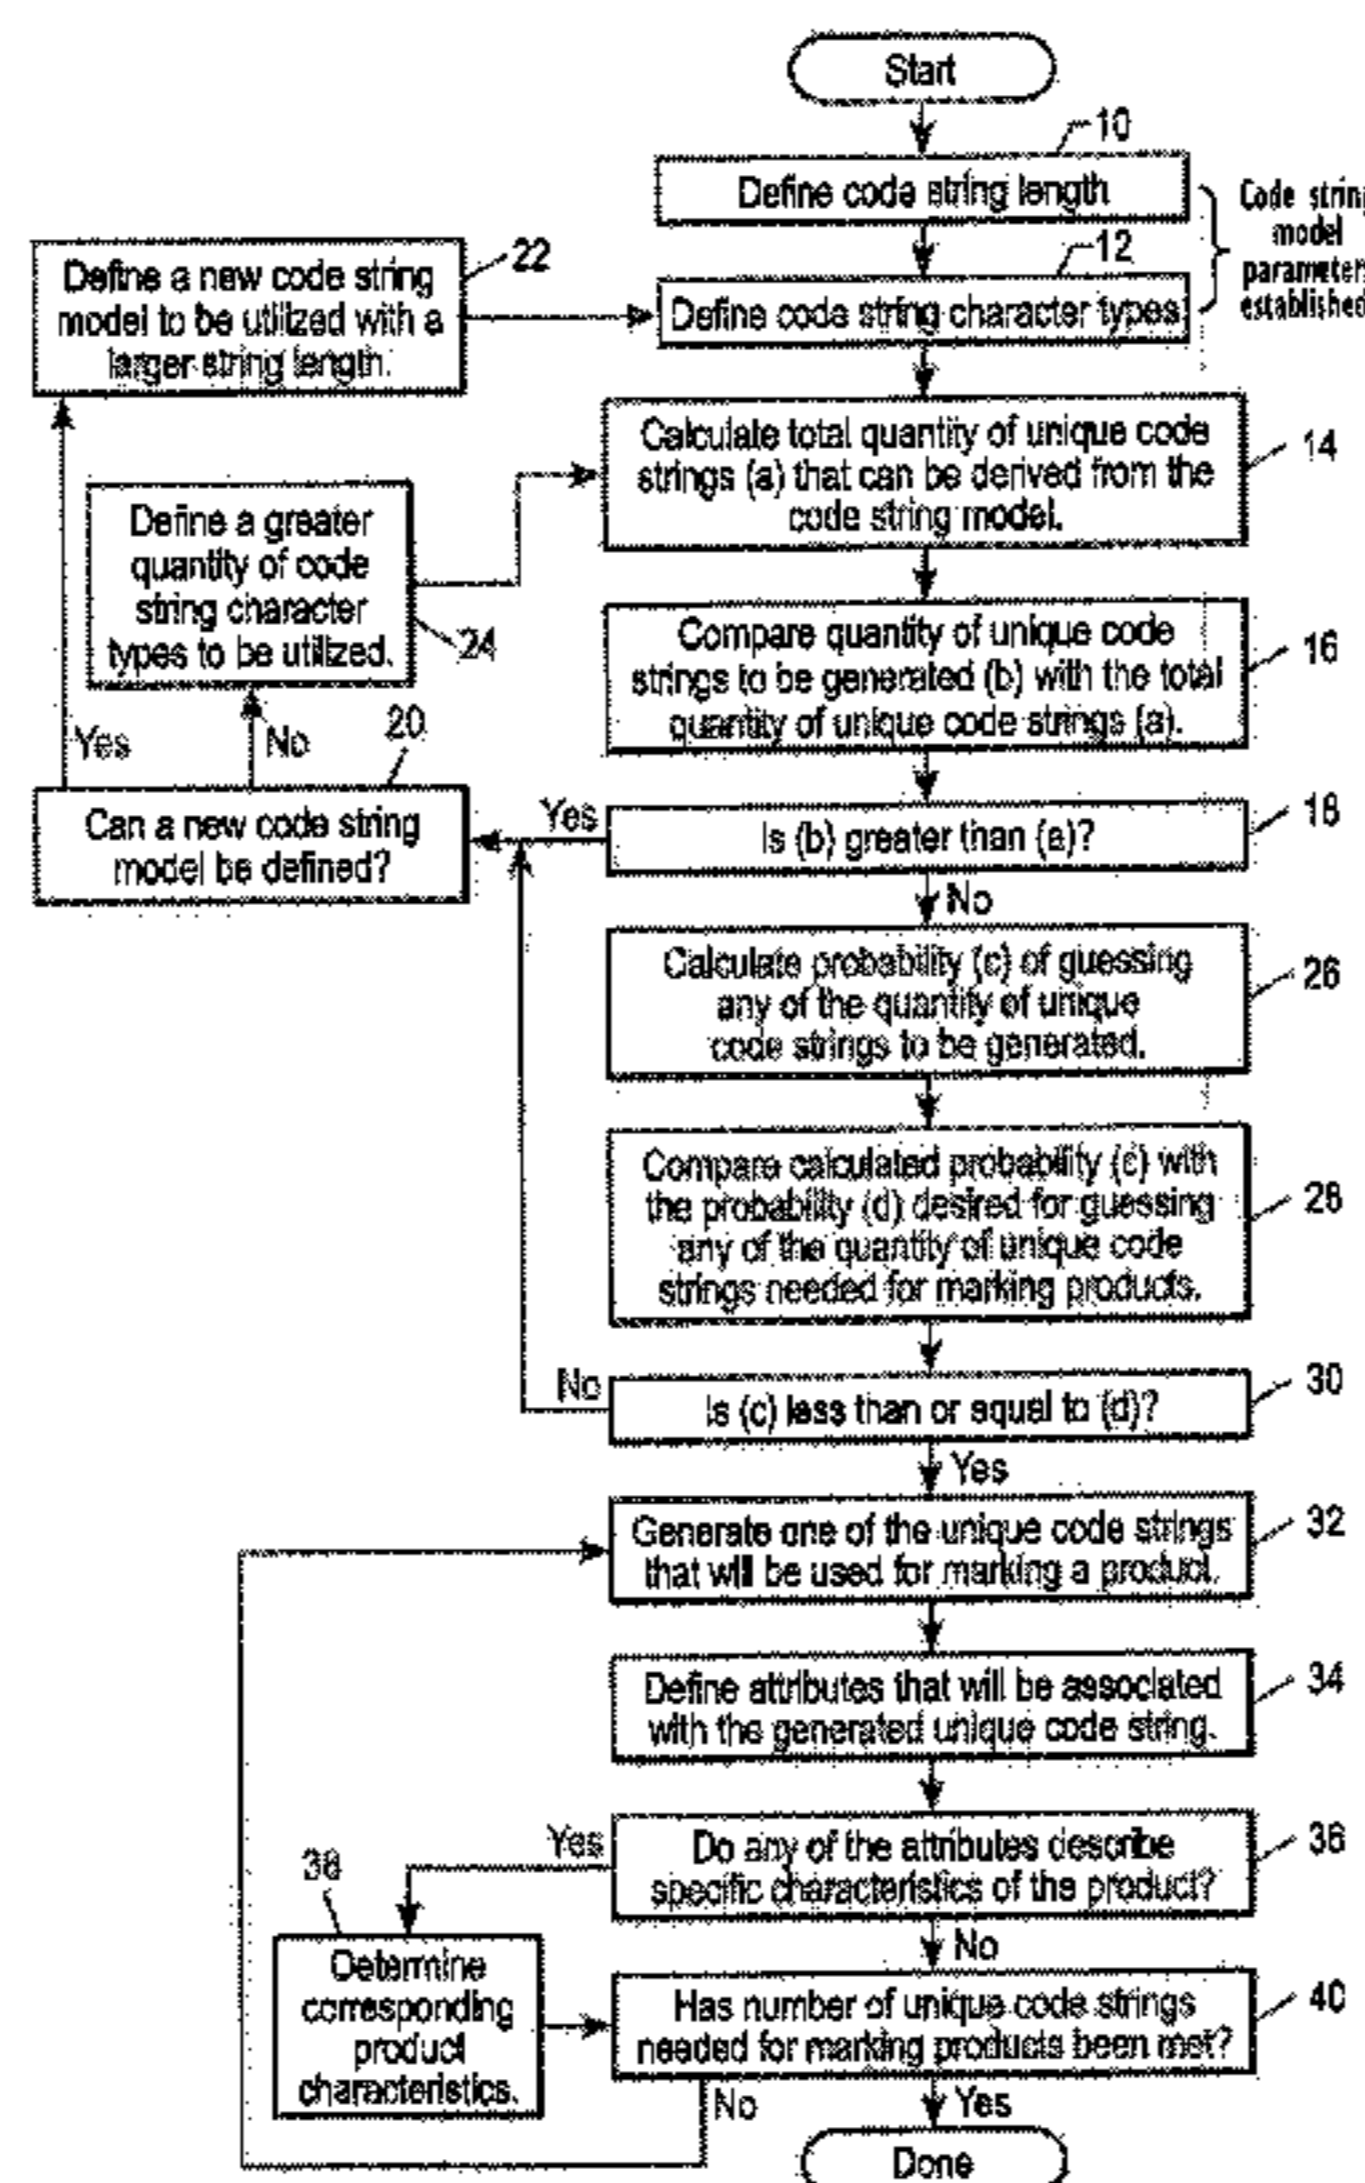 Start
10
Define code string length
12
Define code string character types
Code string
model
parameters
established
22
Define a new code string
model to be utilized with a
larger string length.
Calculate total quantity of unique code
strings (a) that can be derived from the
code string model.
14
Define a greater
quantity of code
string character
types to be utilized.
24
Compare quantity of unique code
strings to be generated (b) with the total
quantity of unique code strings (a).
16
Yes
No
20
Can a new code string
model be defined?
Yes
Is (b) greater than (a)?
18
No
Calculate probability (c) of guessing
any of the quantity of unique
code strings to be generated.
26
Compare calculated probability (c) with
the probability (d) desired for guessing
any of the quantity of unique code
strings needed for marking products.
28
No
Is (c) less than or equal to (d)?
30
Yes
Generate one of the unique code strings
that will be used for marking a product.
32
Define attributes that will be associated
with the generated unique code string.
34
Yes
Do any of the attributes describe
specific characteristics of the product?
36
38
No
Determine
corresponding
product
characteristics.
Has number of unique code strings
needed for marking products been met?
40
No
Yes
Done